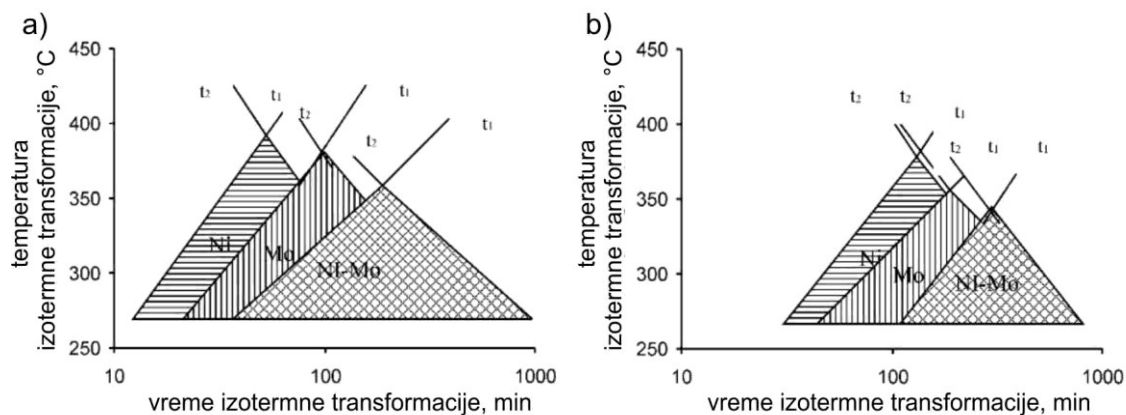 a)
temperatura
izotermne transformacije, °C
450
400
350
300
250
t₂
t₁
t₂
t₁
t₂
t₁
Ni
Mo
NI-Mo
10
100
1000
vreme izotermne transformacije, min
b)
temperatura
izotermne transformacije, °C
450
400
350
300
250
t₂
t₂
t₁
t₂
t₁
t₁
Ni
Mo
NI-Mo
10
100
1000
vreme izotermne transformacije, min